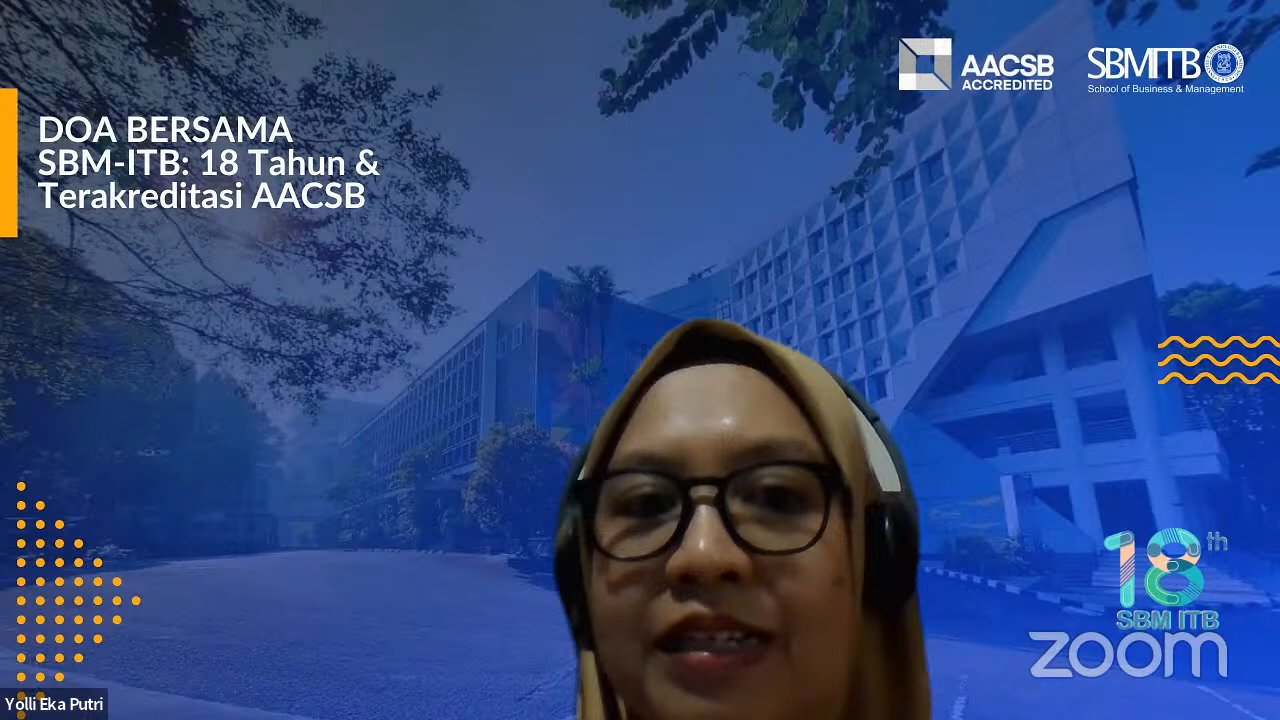 AACSB
ACCREDITED
SBMITB
School of Business & Management
DOA BERSAMA
SBM-ITB: 18 Tahun &
Terakreditasi AACSB
18th
SBM ITB
zoom
Yolli Eka Putri